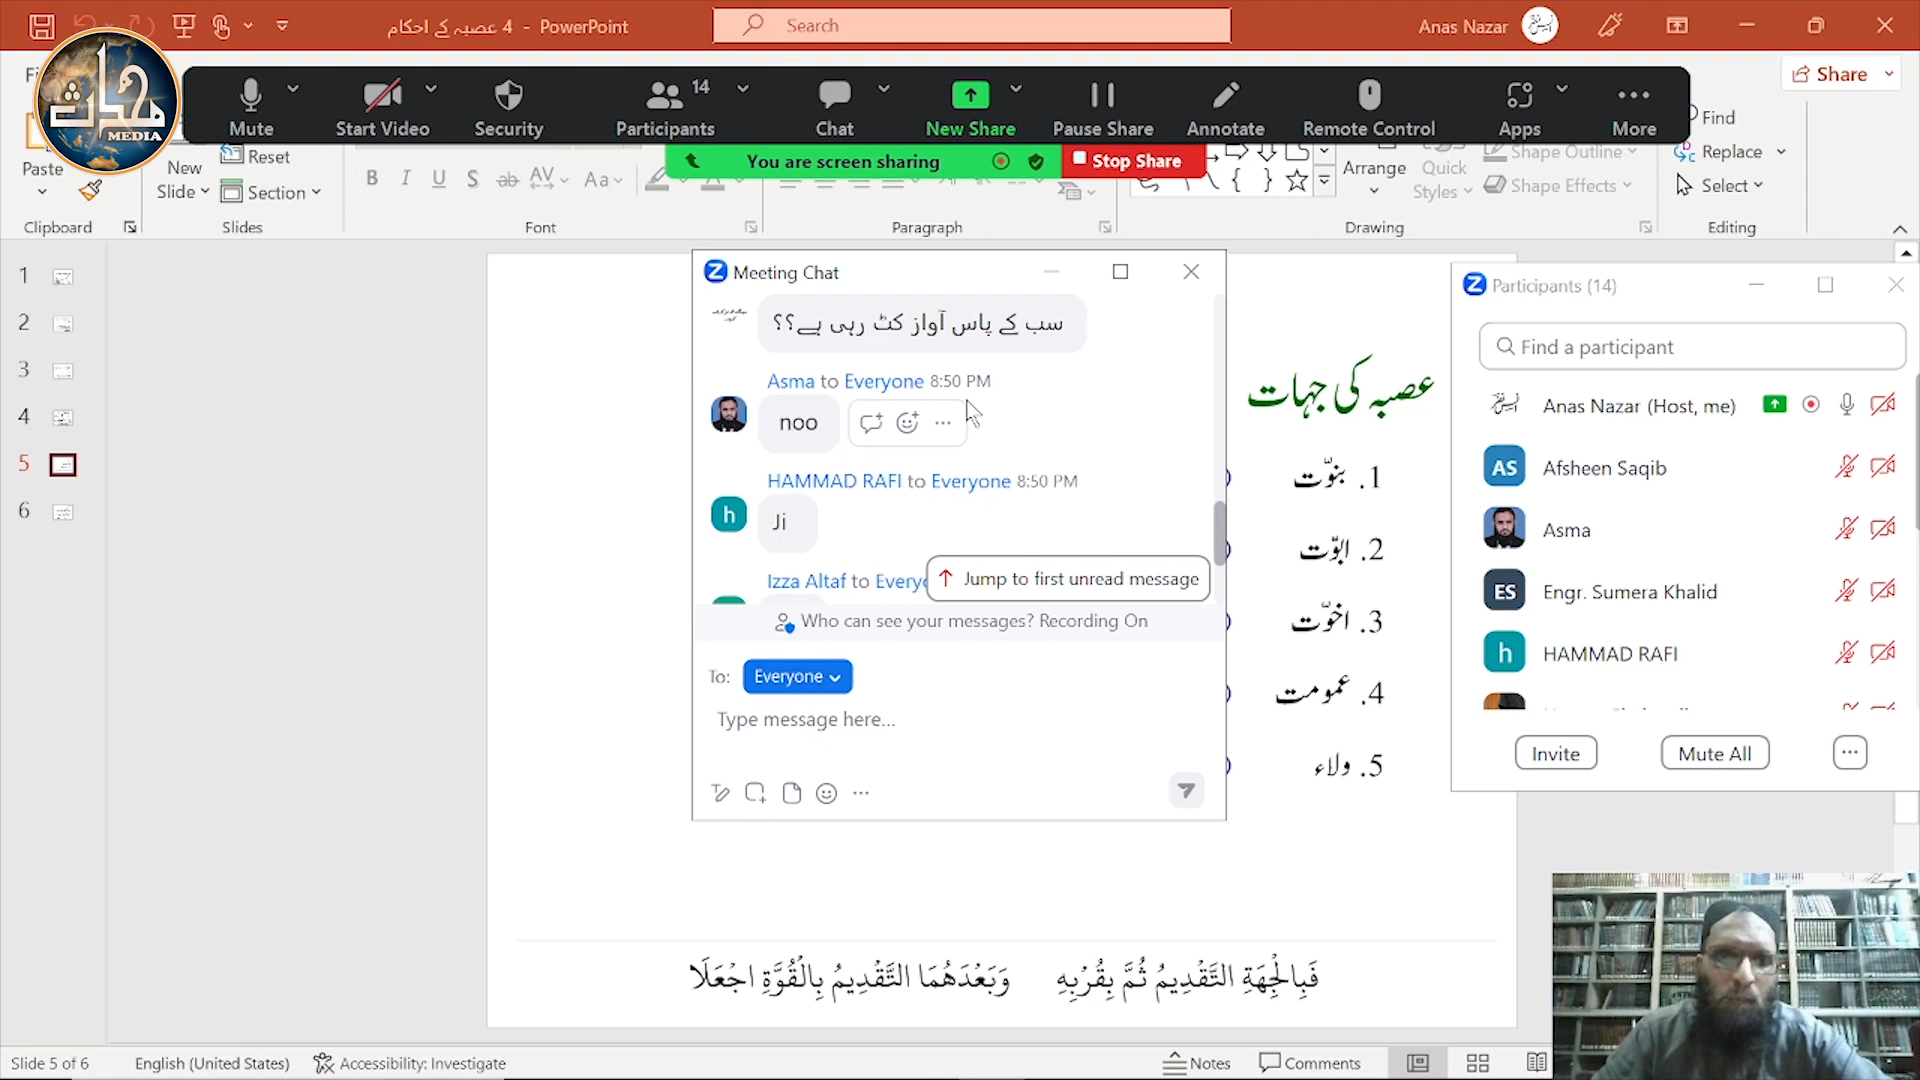 4 عصبہ کے احکام - PowerPoint
Search
Anas Nazar
محدث
MEDIA
Mute
Start Video
Security
Participants
14
Chat
New Share
Pause Share
Annotate
Remote Control
Apps
More
Share
You are screen sharing
Stop Share
Paste
New
Slide
Reset
Section
Arrange
Quick
Styles
Shape Outline
Shape Effects
Find
Replace
Select
Clipboard
Slides
Font
Paragraph
Drawing
Editing
1
2
3
4
5
6
Meeting Chat
سب کے پاس آواز کٹ رہی ہے؟؟
Asma to Everyone 8:50 PM
noo
HAMMAD RAFI to Everyone 8:50 PM
h
Ji
Izza Altaf to
Jump to first unread message
Who can see your messages? Recording On
To:
Everyone
Type message here...
عصبہ کی جہات
1. بنوّت
2. ابوّت
3. اخوّت
4. عمومت
5. ولاء
فَبِالْجِهَةِ التَّقْدِيمُ ثُمَّ بِقُرْبِهِ وَبَعْدَهُمَا التَّقْدِيمُ بِالْقُوَّةِ اجْعَلَا
Participants (14)
Find a participant
Anas Nazar (Host, me)
AS
Afsheen Saqib
Asma
ES
Engr. Sumera Khalid
h
HAMMAD RAFI
Invite
Mute All
Slide 5 of 6
English (United States)
Accessibility: Investigate
Notes
Comments